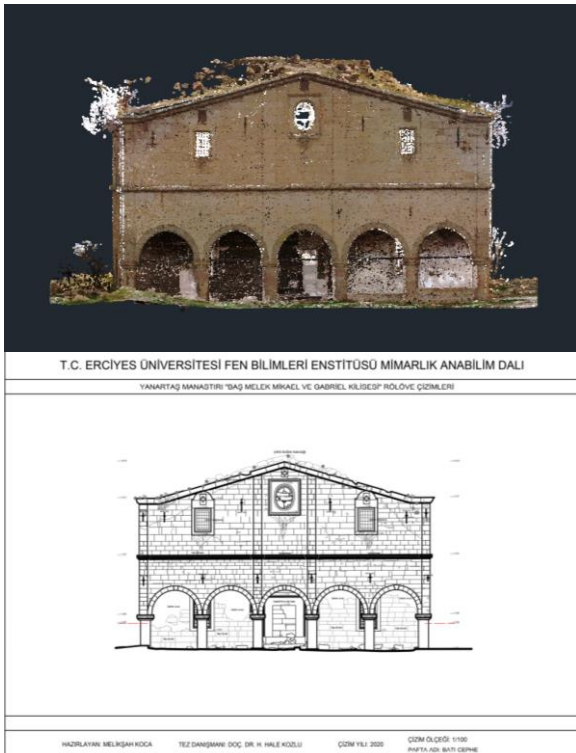 T.C. ERCİYES ÜNİVERSİTESİ FEN BİLİMLERİ ENSTİTÜSÜ MİMARLIK ANABİLİM DALI
YANARTAŞ MANASTIRI "BAŞ MELEK MİKAEL VE GABRİEL KİLİSESİ" RÖLÖVE ÇİZİMLERİ
HAZIRLAYAN: MELİKŞAH KOCA
TEZ DANIŞMANI: DOÇ. DR. H. HALE KOZLU
ÇİZİM YILI: 2020
ÇİZİM ÖLÇEĞİ: 1/100
PAFTA ADI: BATI CEPHE